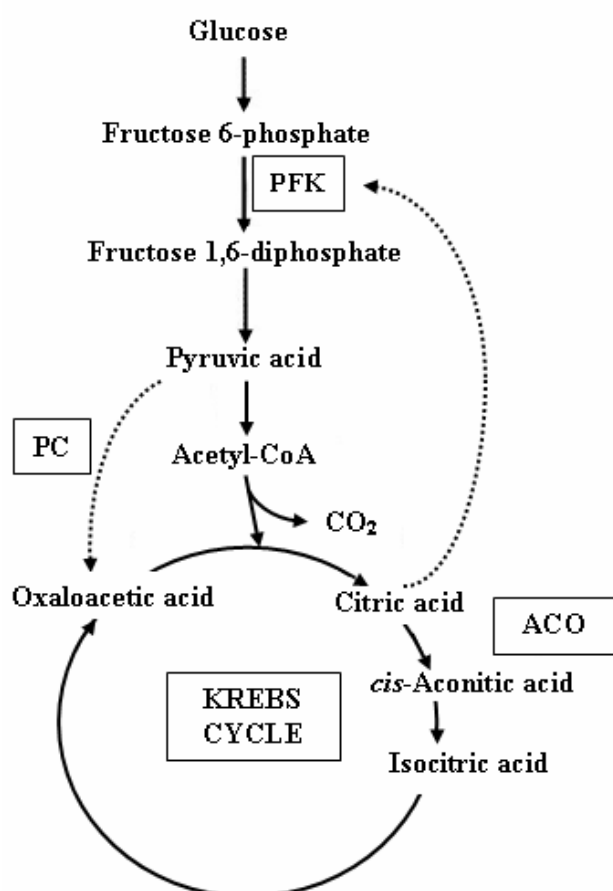 Glucose
Fructose 6-phosphate
PFK
Fructose 1,6-diphosphate
Pyruvic acid
PC
Acetyl-CoA
CO₂
Oxaloacetic acid
Citric acid
ACO
cis-Aconitic acid
KREBS
CYCLE
Isocitric acid